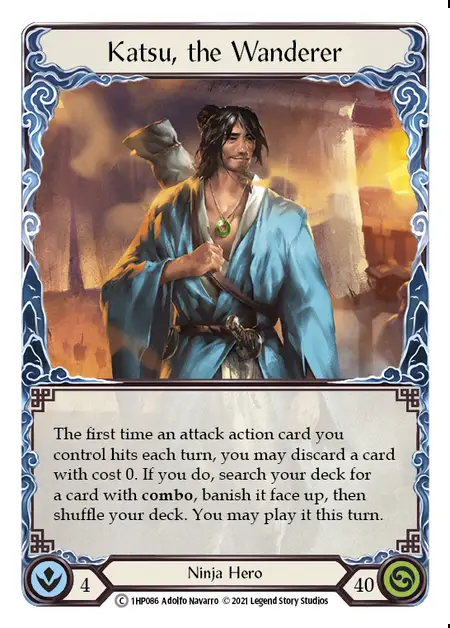 Katsu, the Wanderer
The first time an attack action card you
control hits each turn, you may discard a card
with cost 0. If you do, search your deck for
a card with combo, banish it face up, then
shuffle your deck. You may play it this turn.
4
Ninja Hero
40
C 1HP086 Adolfo Navarro © 2021 Legend Story Studios